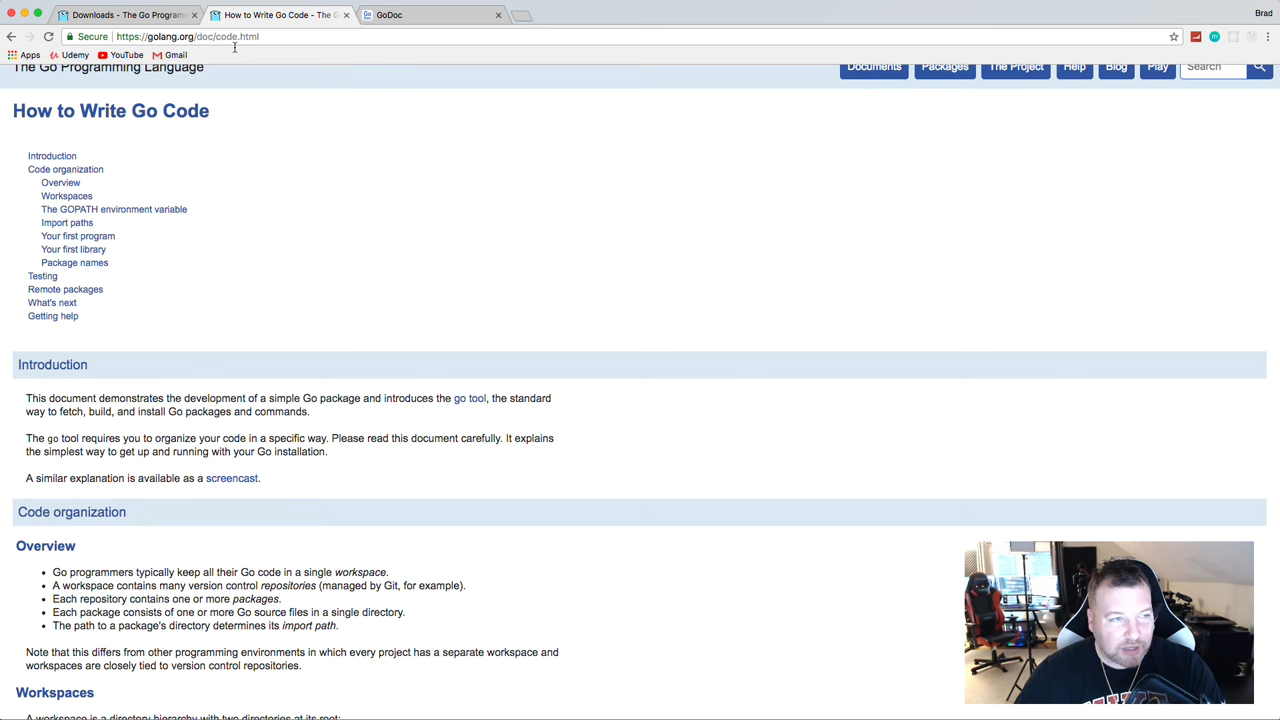 Downloads - The Go Programm
How to Write Go Code - The G
GoDoc
Brad
Secure
https://golang.org/doc/code.html
Apps
Udemy
YouTube
Gmail
The Go Programming Language
Documents
Packages
The Project
Help
Blog
Play
Search
How to Write Go Code
Introduction
Code organization
Overview
Workspaces
The GOPATH environment variable
Import paths
Your first program
Your first library
Package names
Testing
Remote packages
What's next
Getting help
Introduction
This document demonstrates the development of a simple Go package and introduces the go tool, the standard
way to fetch, build, and install Go packages and commands.
The go tool requires you to organize your code in a specific way. Please read this document carefully. It explains
the simplest way to get up and running with your Go installation.
A similar explanation is available as a screencast.
Code organization
Overview
• Go programmers typically keep all their Go code in a single workspace.
• A workspace contains many version control repositories (managed by Git, for example).
• Each repository contains one or more packages.
• Each package consists of one or more Go source files in a single directory.
• The path to a package's directory determines its import path.
Note that this differs from other programming environments in which every project has a separate workspace and
workspaces are closely tied to version control repositories.
Workspaces
A workspace is a directory hierarchy with two directories at its root: